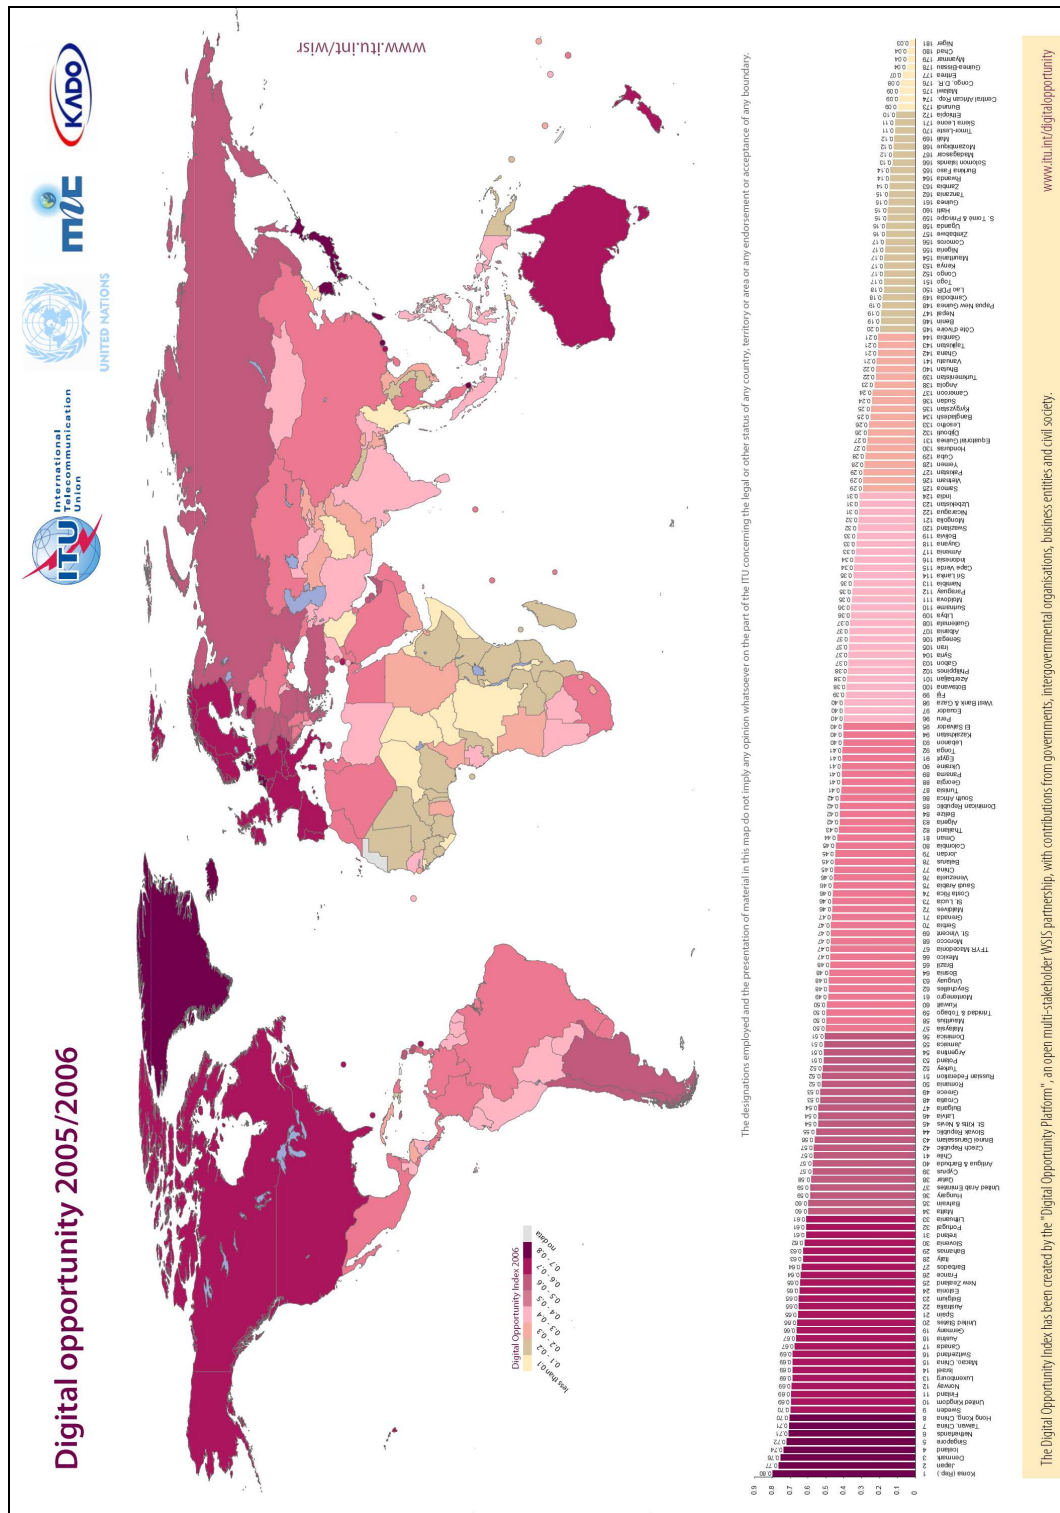 Digital opportunity 2005/2006
ITU
International
Telecommunication
Union
UNITED NATIONS
mic
KADO
www.itu.int/wisr
Digital Opportunity Index 2006
no data
0.7 - 0.8
0.6 - 0.7
0.5 - 0.6
0.4 - 0.5
0.3 - 0.4
0.2 - 0.3
0.1 - 0.2
less than 0.1
The designations employed and the presentation of material in this map do not imply any opinion whatsoever on the part of the ITU concerning the legal or other status of any country, territory or area or any endorsement or acceptance of any boundary.
0.9
0.8
0.7
0.6
0.5
0.4
0.3
0.2
0.1
0
0.80 1 Korea (Rep.)
0.77 2 Japan
0.76 3 Denmark
0.74 4 Iceland
0.72 5 Singapore
0.71 6 Netherlands
0.71 7 Taiwan, China
0.70 8 Hong Kong, China
0.70 9 Sweden
0.69 10 United Kingdom
0.69 11 Finland
0.69 12 Norway
0.69 13 Luxembourg
0.69 14 Israel
0.69 15 Macao, China
0.69 16 Switzerland
0.67 17 Canada
0.67 18 Austria
0.66 19 Germany
0.66 20 United States
0.65 21 Spain
0.65 22 Australia
0.65 23 Belgium
0.65 24 Estonia
0.65 25 New Zealand
0.64 26 France
0.64 27 Barbados
0.63 28 Italy
0.63 29 Bahamas
0.62 30 Slovenia
0.61 31 Ireland
0.61 32 Portugal
0.61 33 Lithuania
0.60 34 Malta
0.60 35 Bahrain
0.59 36 Hungary
0.59 37 United Arab Emirates
0.58 38 Qatar
0.57 39 Cyprus
0.57 40 Antigua & Barbuda
0.57 41 Chile
0.57 42 Czech Republic
0.56 43 Brunei Darussalam
0.55 44 Slovak Republic
0.54 45 St. Kitts & Nevis
0.54 46 Latvia
0.54 47 Bulgaria
0.53 48 Croatia
0.53 49 Greece
0.52 50 Romania
0.52 51 Russian Federation
0.52 52 Turkey
0.51 53 Poland
0.51 54 Argentina
0.51 55 Jamaica
0.51 56 Dominica
0.50 57 Malaysia
0.50 58 Mauritius
0.50 59 Trinidad & Tobago
0.50 60 Kuwait
0.49 61 Montenegro
0.48 62 Seychelles
0.48 63 Uruguay
0.48 64 Bosnia
0.48 65 Brazil
0.47 66 Mexico
0.47 67 TFYR Macedonia
0.47 68 Morocco
0.47 69 St. Vincent
0.47 70 Serbia
0.47 71 Grenada
0.46 72 Maldives
0.46 73 St. Lucia
0.46 74 Costa Rica
0.46 75 Saudi Arabia
0.46 76 Venezuela
0.45 77 China
0.45 78 Belarus
0.45 79 Jordan
0.45 80 Colombia
0.44 81 Oman
0.43 82 Thailand
0.42 83 Algeria
0.42 84 Belize
0.42 85 Dominican Republic
0.42 86 South Africa
0.41 87 Tunisia
0.41 88 Georgia
0.41 89 Panama
0.41 90 Ukraine
0.41 91 Egypt
0.41 92 Tonga
0.40 93 Lebanon
0.40 94 Kazakhstan
0.40 95 El Salvador
0.40 96 Peru
0.40 97 Ecuador
0.40 98 West Bank & Gaza
0.39 99 Fiji
0.38 100 Botswana
0.38 101 Azerbaijan
0.38 102 Philippines
0.37 103 Gabon
0.37 104 Syria
0.37 105 Iran
0.37 106 Senegal
0.37 107 Albania
0.37 108 Guatemala
0.36 109 Libya
0.36 110 Suriname
0.35 111 Moldova
0.35 112 Paraguay
0.35 113 Namibia
0.35 114 Sri Lanka
0.34 115 Cape Verde
0.34 116 Indonesia
0.33 117 Armenia
0.33 118 Guyana
0.33 119 Bolivia
0.32 120 Swaziland
0.32 121 Mongolia
0.31 122 Nicaragua
0.31 123 Uzbekistan
0.31 124 India
0.29 125 Samoa
0.29 126 Vietnam
0.29 127 Pakistan
0.28 128 Yemen
0.28 129 Cuba
0.27 130 Honduras
0.27 131 Equatorial Guinea
0.26 132 Djibouti
0.26 133 Lesotho
0.25 134 Bangladesh
0.25 135 Kyrgyzstan
0.24 136 Sudan
0.24 137 Cameroon
0.23 138 Angola
0.22 139 Turkmenistan
0.22 140 Bhutan
0.21 141 Vanuatu
0.21 142 Ghana
0.21 143 Tajikistan
0.21 144 Gambia
0.20 145 Côte d'Ivoire
0.19 146 Benin
0.19 147 Nepal
0.19 148 Papua New Guinea
0.18 149 Cambodia
0.18 150 Lao PDR
0.17 151 Togo
0.17 152 Congo
0.17 153 Kenya
0.17 154 Mauritania
0.17 155 Nigeria
0.17 156 Comoros
0.16 157 Zimbabwe
0.16 158 Uganda
0.15 159 S. Tomé & Principe
0.15 160 Haiti
0.15 161 Guinea
0.15 162 Tanzania
0.14 163 Zambia
0.14 164 Rwanda
0.14 165 Burkina Faso
0.13 166 Solomon Islands
0.12 167 Madagascar
0.12 168 Mozambique
0.12 169 Mali
0.11 170 Timor-Leste
0.11 171 Sierra Leone
0.10 172 Ethiopia
0.09 173 Burundi
0.09 174 Central African Rep.
0.09 175 Malawi
0.08 176 Congo, D.R.
0.07 177 Eritrea
0.04 178 Guinea-Bissau
0.04 179 Myanmar
0.04 180 Chad
0.03 181 Niger
The Digital Opportunity Index has been created by the "Digital Opportunity Platform", an open multi-stakeholder WSIS partnership, with contributions from governments, intergovernmental organisations, business entities and civil society.
www.itu.int/digitalopportunity